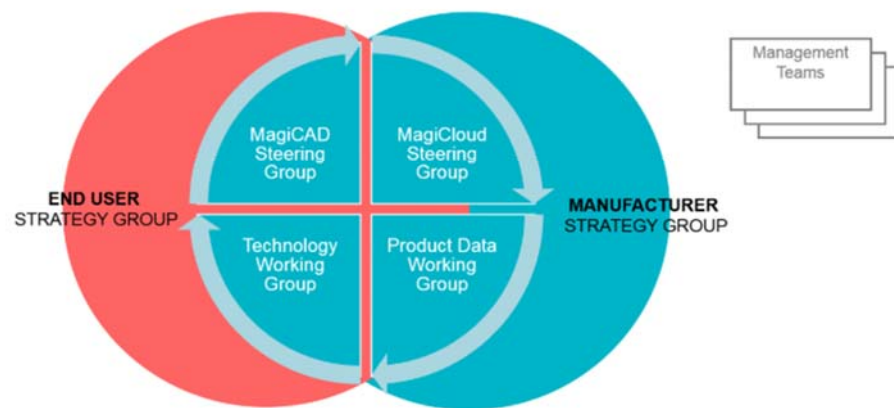 Management
Teams
MagiCAD
Steering
Group
MagiCloud
Steering
Group
END USER
STRATEGY GROUP
MANUFACTURER
STRATEGY GROUP
Technology
Working
Group
Product Data
Working
Group